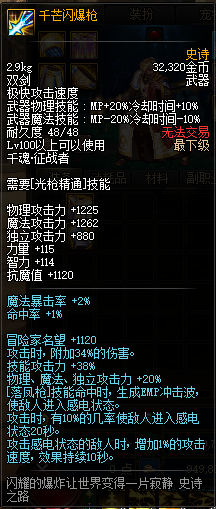 千芒闪爆枪
史诗
2.9kg 32,320金币
双剑 武器
极快攻击速度
武器物理技能：MP+20%冷却时间+10%
武器魔法技能：MP-20%冷却时间-10%
耐久度 48/48 无法交易
Lv100以上可以使用 最下级
千魂·征战者
需要[光枪精通]技能
物理攻击力 +1225
魔法攻击力 +1262
独立攻击力 +880
力量 +115
智力 +114
抗魔值 +1120
魔法暴击率 +2%
命中率 +1%
冒险家名望 +1120
攻击时，附加34%的伤害。
技能攻击力 +38%
物理、魔法、独立攻击力 +20%
[落凤枪]技能命中时，生成EMP冲击波，
使敌人进入感电状态。
攻击时，有10%的几率使敌人进入感电
状态20秒。
攻击感电状态的敌人时，增加1%的攻击
速度，效果持续10秒。
闪耀的爆炸让世界变得一片寂静 史诗
之路